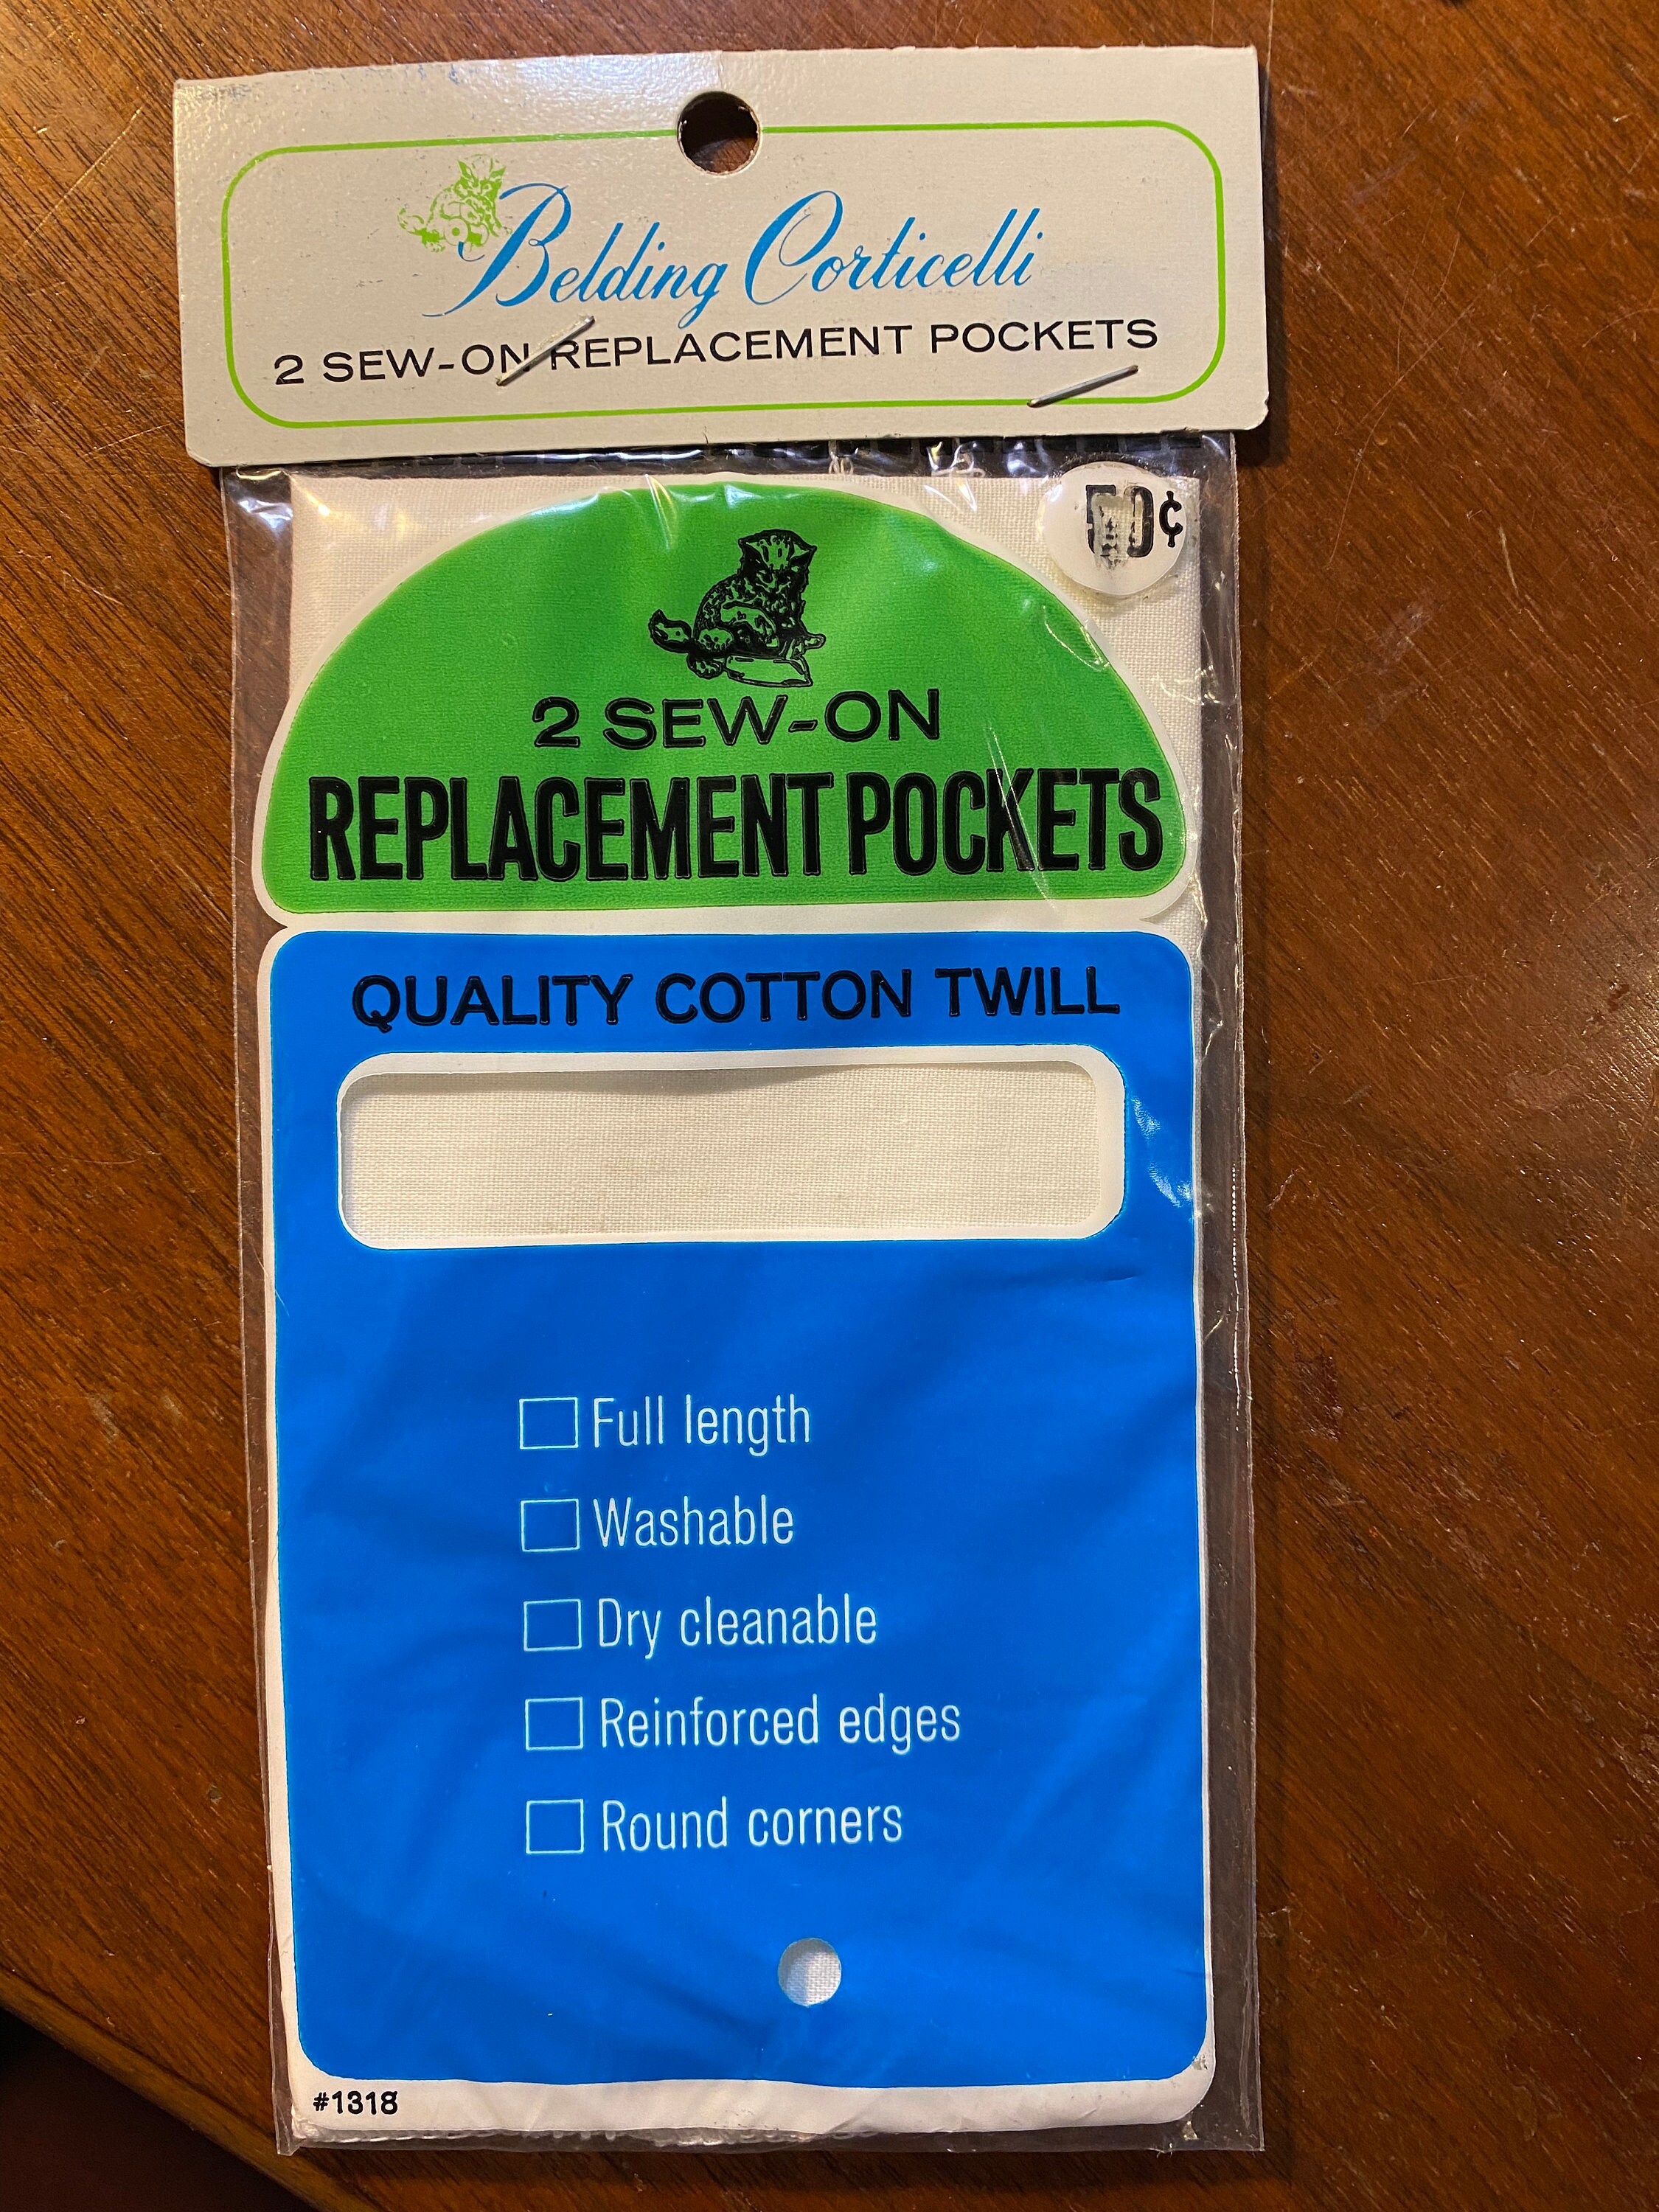 Belding Corticelli
2 SEW-ON REPLACEMENT POCKETS
2 SEW-ON
REPLACEMENT POCKETS
QUALITY COTTON TWILL
Full length
Washable
Dry cleanable
Reinforced edges
Round corners
#1318